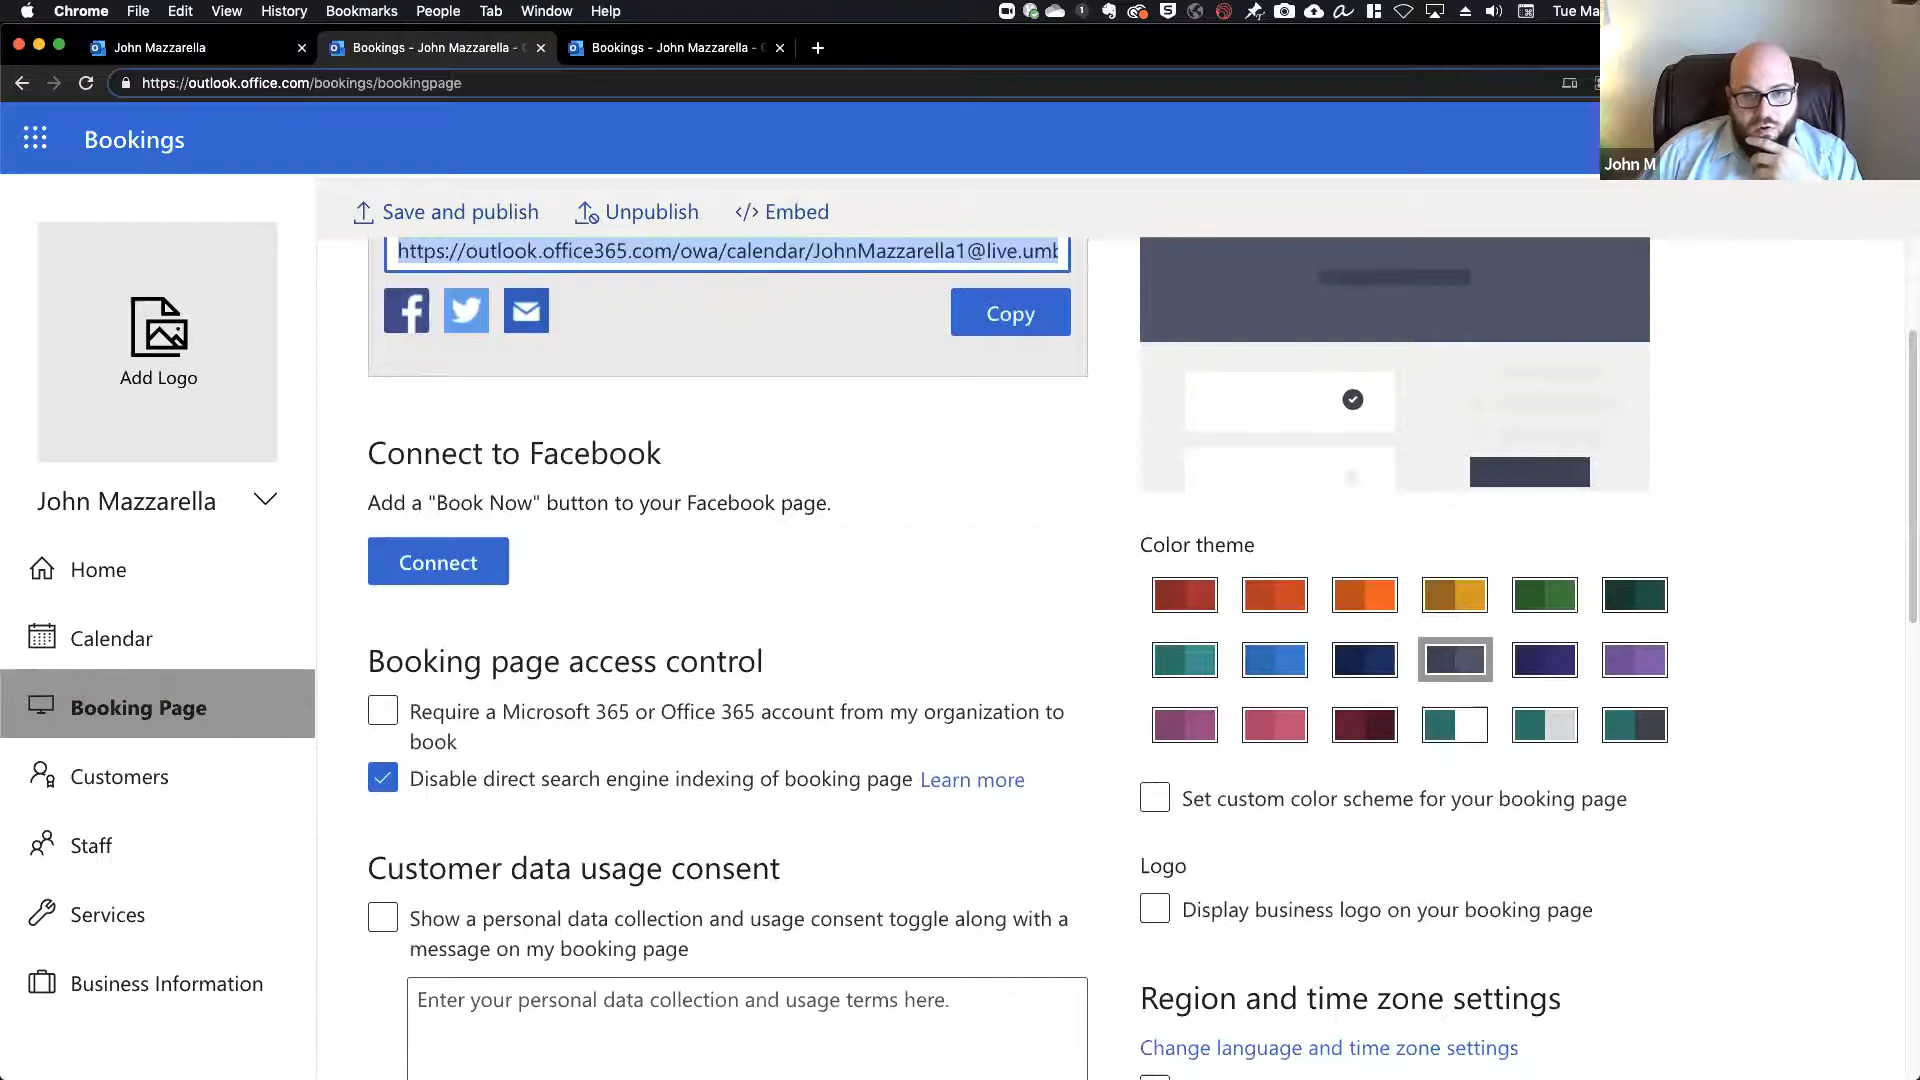 Chrome File Edit View History Bookmarks People Tab Window Help
1
Tue Ma
John Mazzarella
Bookings - John Mazzarella -
Bookings - John Mazzarella -
https://outlook.office.com/bookings/bookingpage
John M
Bookings
Save and publish
Unpublish
</> Embed
https://outlook.office365.com/owa/calendar/JohnMazzarella1@live.umb
Copy
Add Logo
John Mazzarella
Home
Calendar
Booking Page
Customers
Staff
Services
Business Information
Connect to Facebook
Add a "Book Now" button to your Facebook page.
Connect
Booking page access control
Require a Microsoft 365 or Office 365 account from my organization to
book
Disable direct search engine indexing of booking page Learn more
Customer data usage consent
Show a personal data collection and usage consent toggle along with a
message on my booking page
Enter your personal data collection and usage terms here.
Color theme
Set custom color scheme for your booking page
Logo
Display business logo on your booking page
Region and time zone settings
Change language and time zone settings